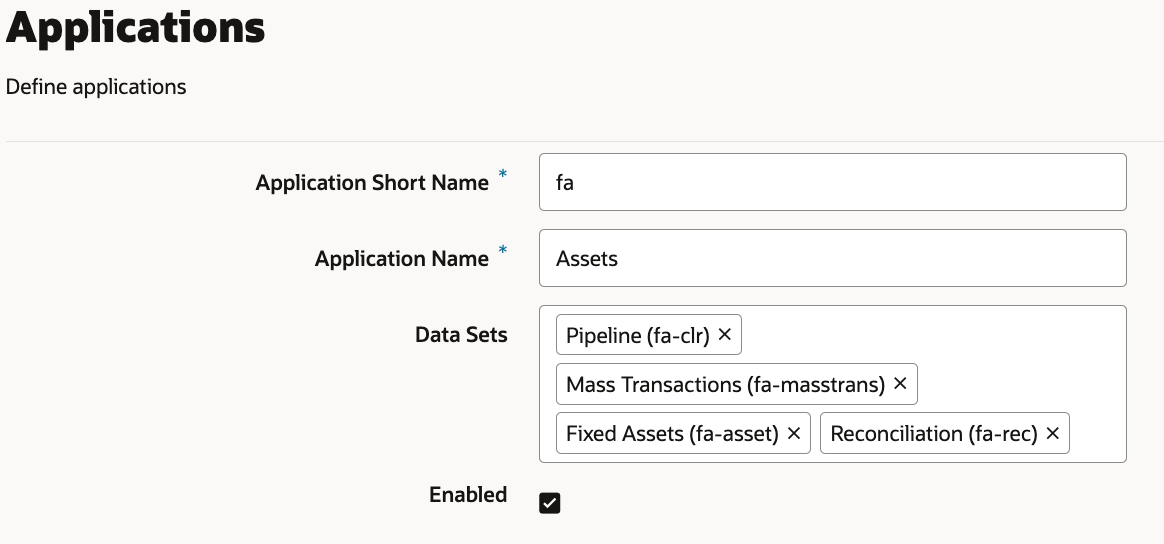 Applications
Define applications
Application Short Name * fa
Application Name * Assets
Data Sets Pipeline (fa-clr) ×
Mass Transactions (fa-masstrans) ×
Fixed Assets (fa-asset) × Reconciliation (fa-rec) ×
Enabled